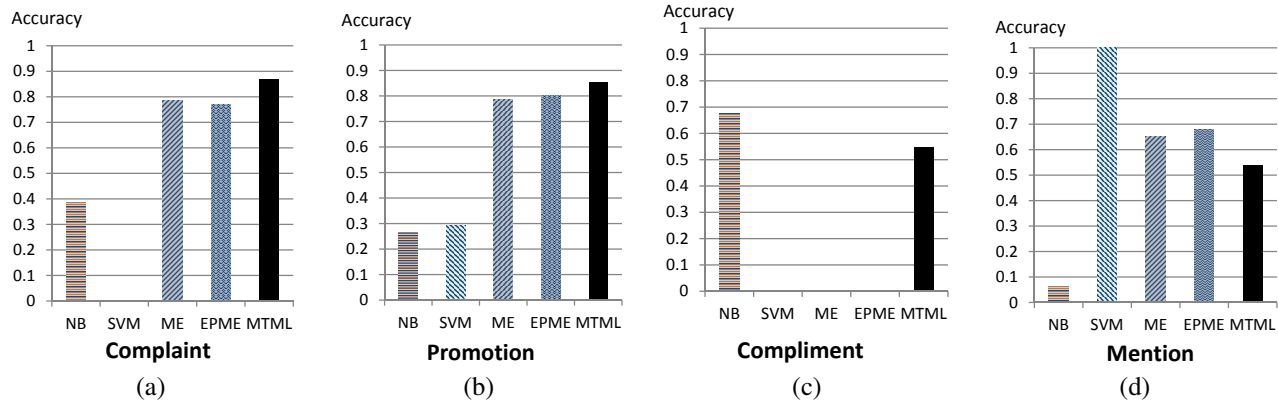 Accuracy
1
0.9
0.8
0.7
0.6
0.5
0.4
0.3
0.2
0.1
0
NB SVM ME EPME MTML
Complaint
(a)
Accuracy
1
0.9
0.8
0.7
0.6
0.5
0.4
0.3
0.2
0.1
0
NB SVM ME EPME MTML
Promotion
(b)
Accuracy
1
0.9
0.8
0.7
0.6
0.5
0.4
0.3
0.2
0.1
0
NB SVM ME EPME MTML
Compliment
(c)
Accuracy
1
0.9
0.8
0.7
0.6
0.5
0.4
0.3
0.2
0.1
0
NB SVM ME EPME MTML
Mention
(d)